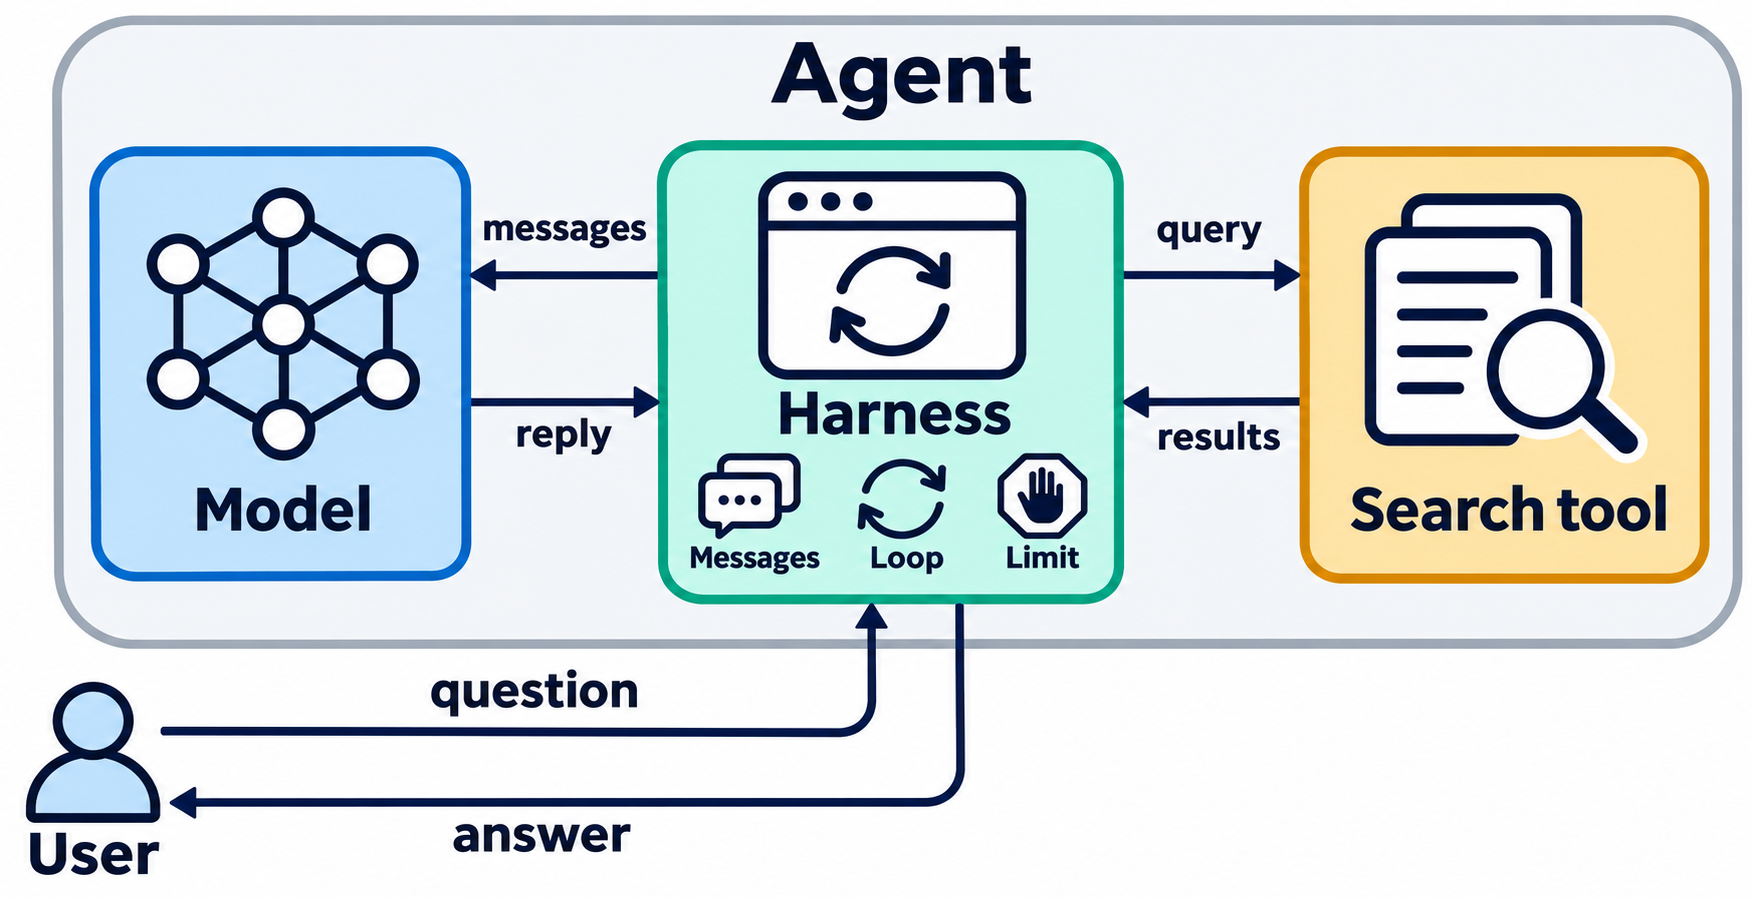 Agent
messages
query
reply
results
Model
Harness
Search tool
Messages
Loop
Limit
question
answer
User